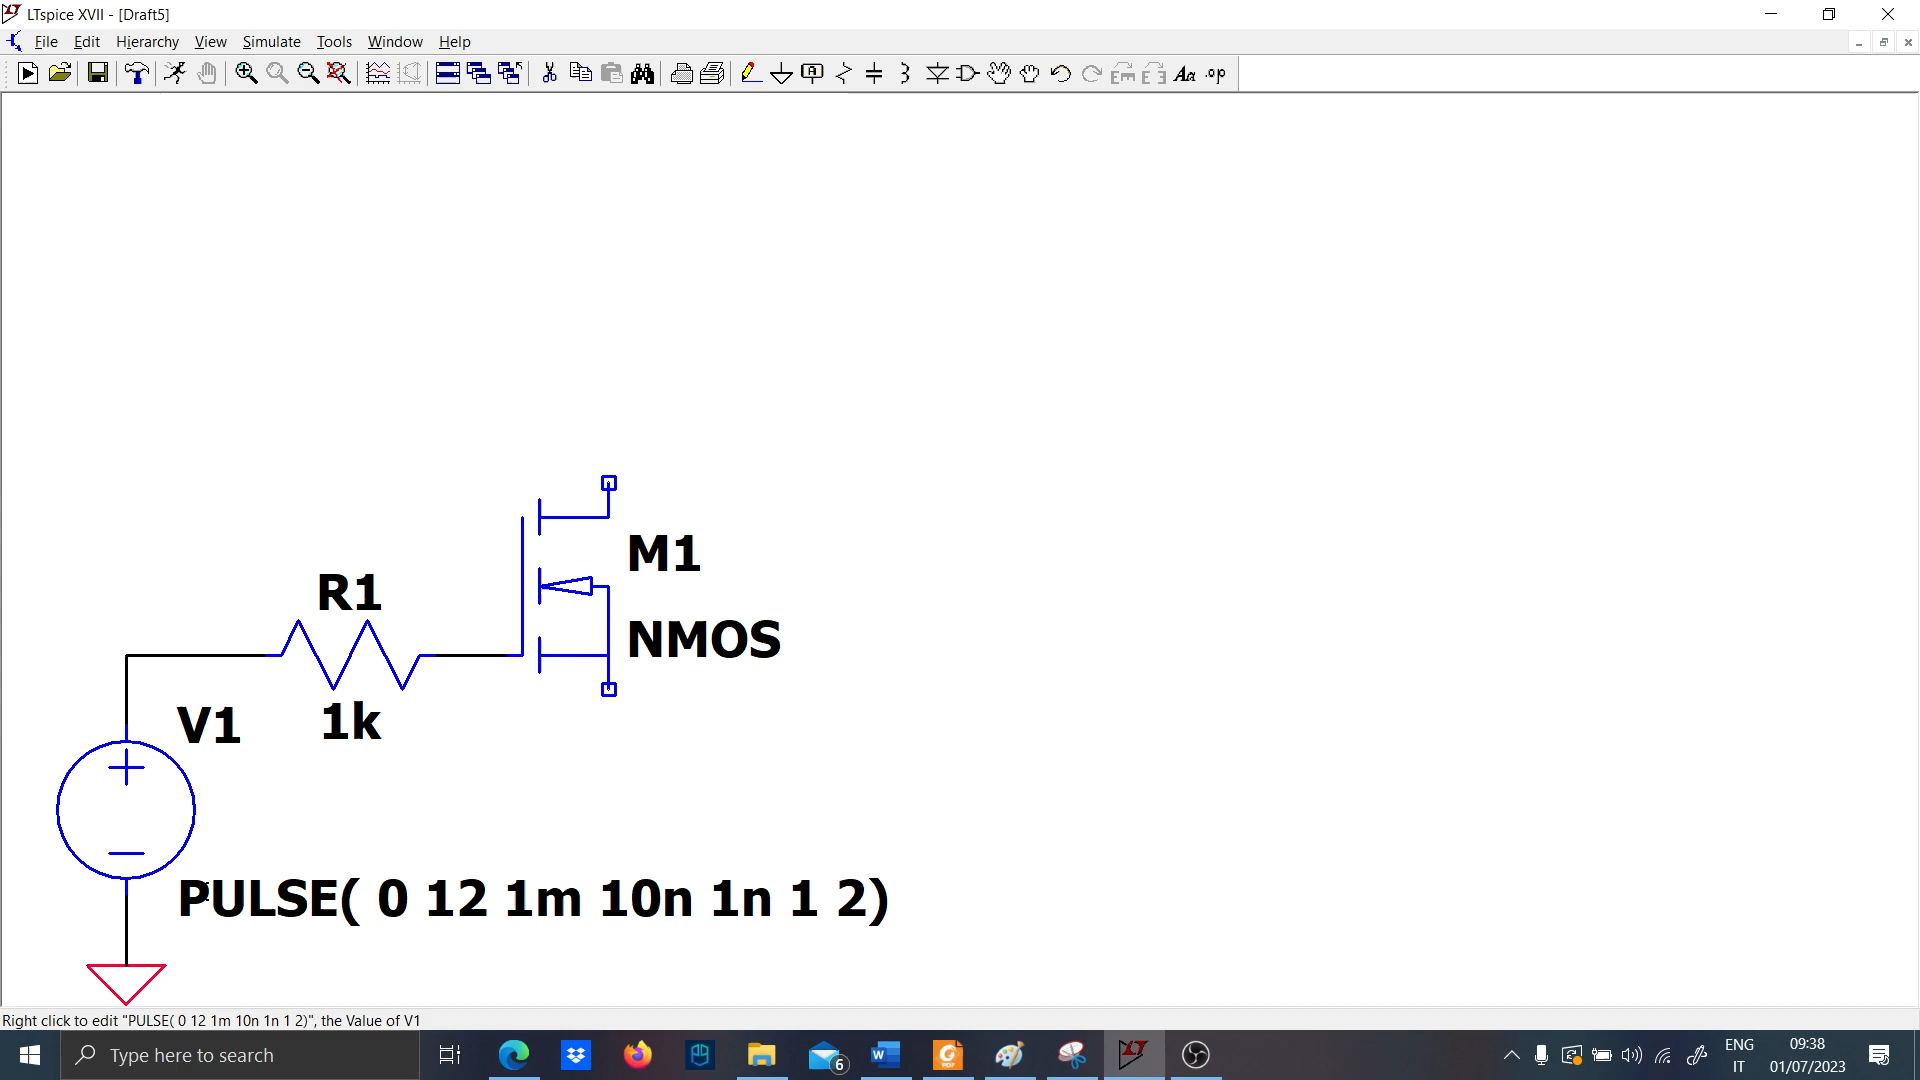 LTspice XVII - [Draft5]
File Edit Hierarchy View Simulate Tools Window Help
M1
NMOS
R1
1k
V1
PULSE( 0 12 1m 10n 1n 1 2)
Right click to edit "PULSE( 0 12 1m 10n 1n 1 2)", the Value of V1
Type here to search
6
ENG
IT
09:38
01/07/2023